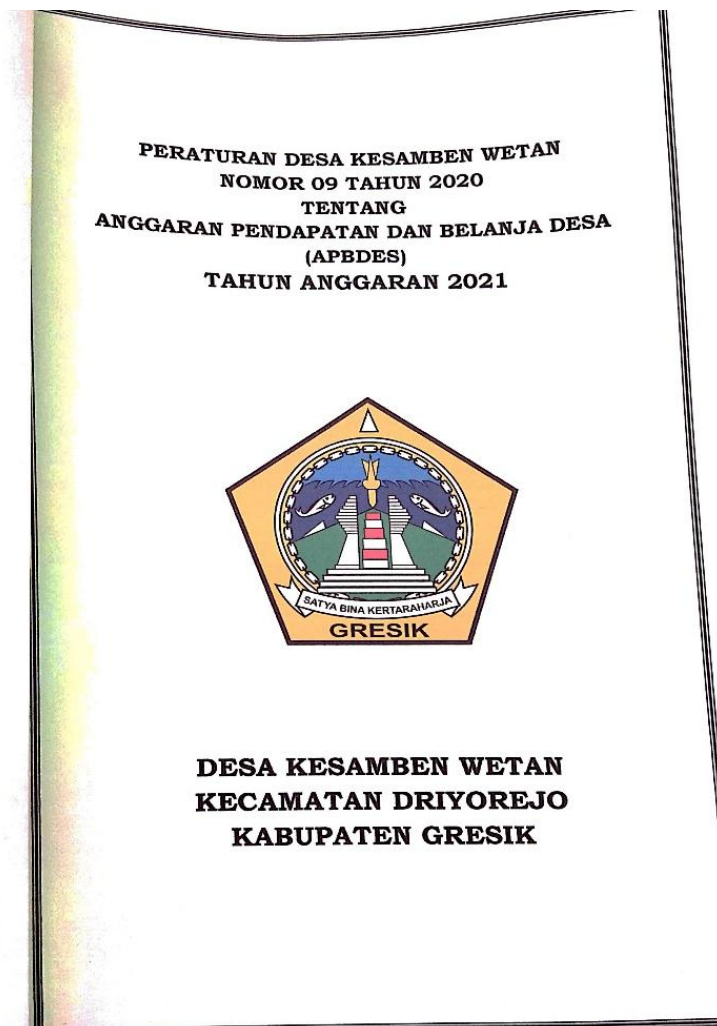 PERATURAN DESA KESAMBEN WETAN
NOMOR 09 TAHUN 2020
TENTANG
ANGGARAN PENDAPATAN DAN BELANJA DESA
(APBDES)
TAHUN ANGGARAN 2021
SATYA BINA KERTARAHARJA
GRESIK
DESA KESAMBEN WETAN
KECAMATAN DRIYOREJO
KABUPATEN GRESIK